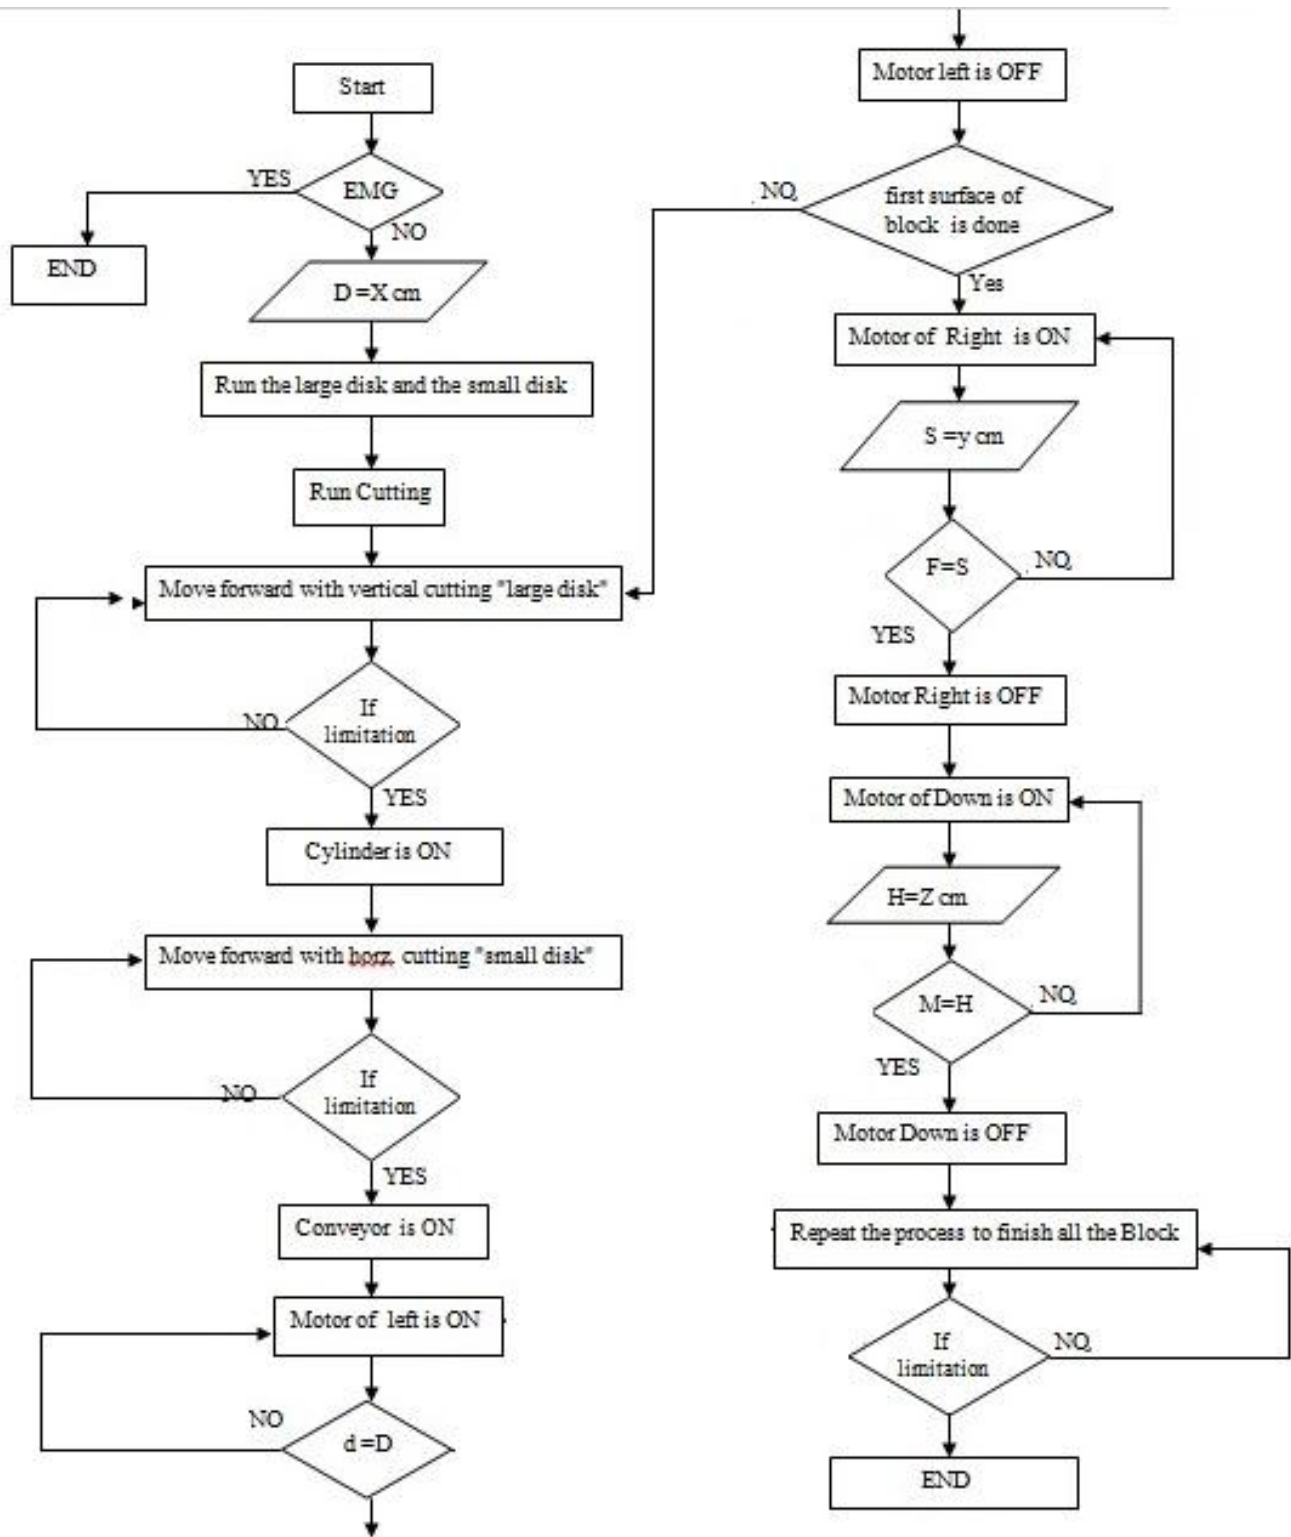 Start
EMG
YES
NO
END
D =X cm
Run the large disk and the small disk
Run Cutting
Move forward with vertical cutting "large disk"
If
limitation
NO
YES
Cylinder is ON
Move forward with horz. cutting "small disk"
If
limitation
NO
YES
Conveyor is ON
Motor of left is ON
NO
d =D
Motor left is OFF
NO
first surface of
block is done
Yes
Motor of Right is ON
S =y cm
F=S
NO
YES
Motor Right is OFF
Motor of Down is ON
H=Z cm
M=H
NO
YES
Motor Down is OFF
Repeat the process to finish all the Block
If
limitation
NO
END